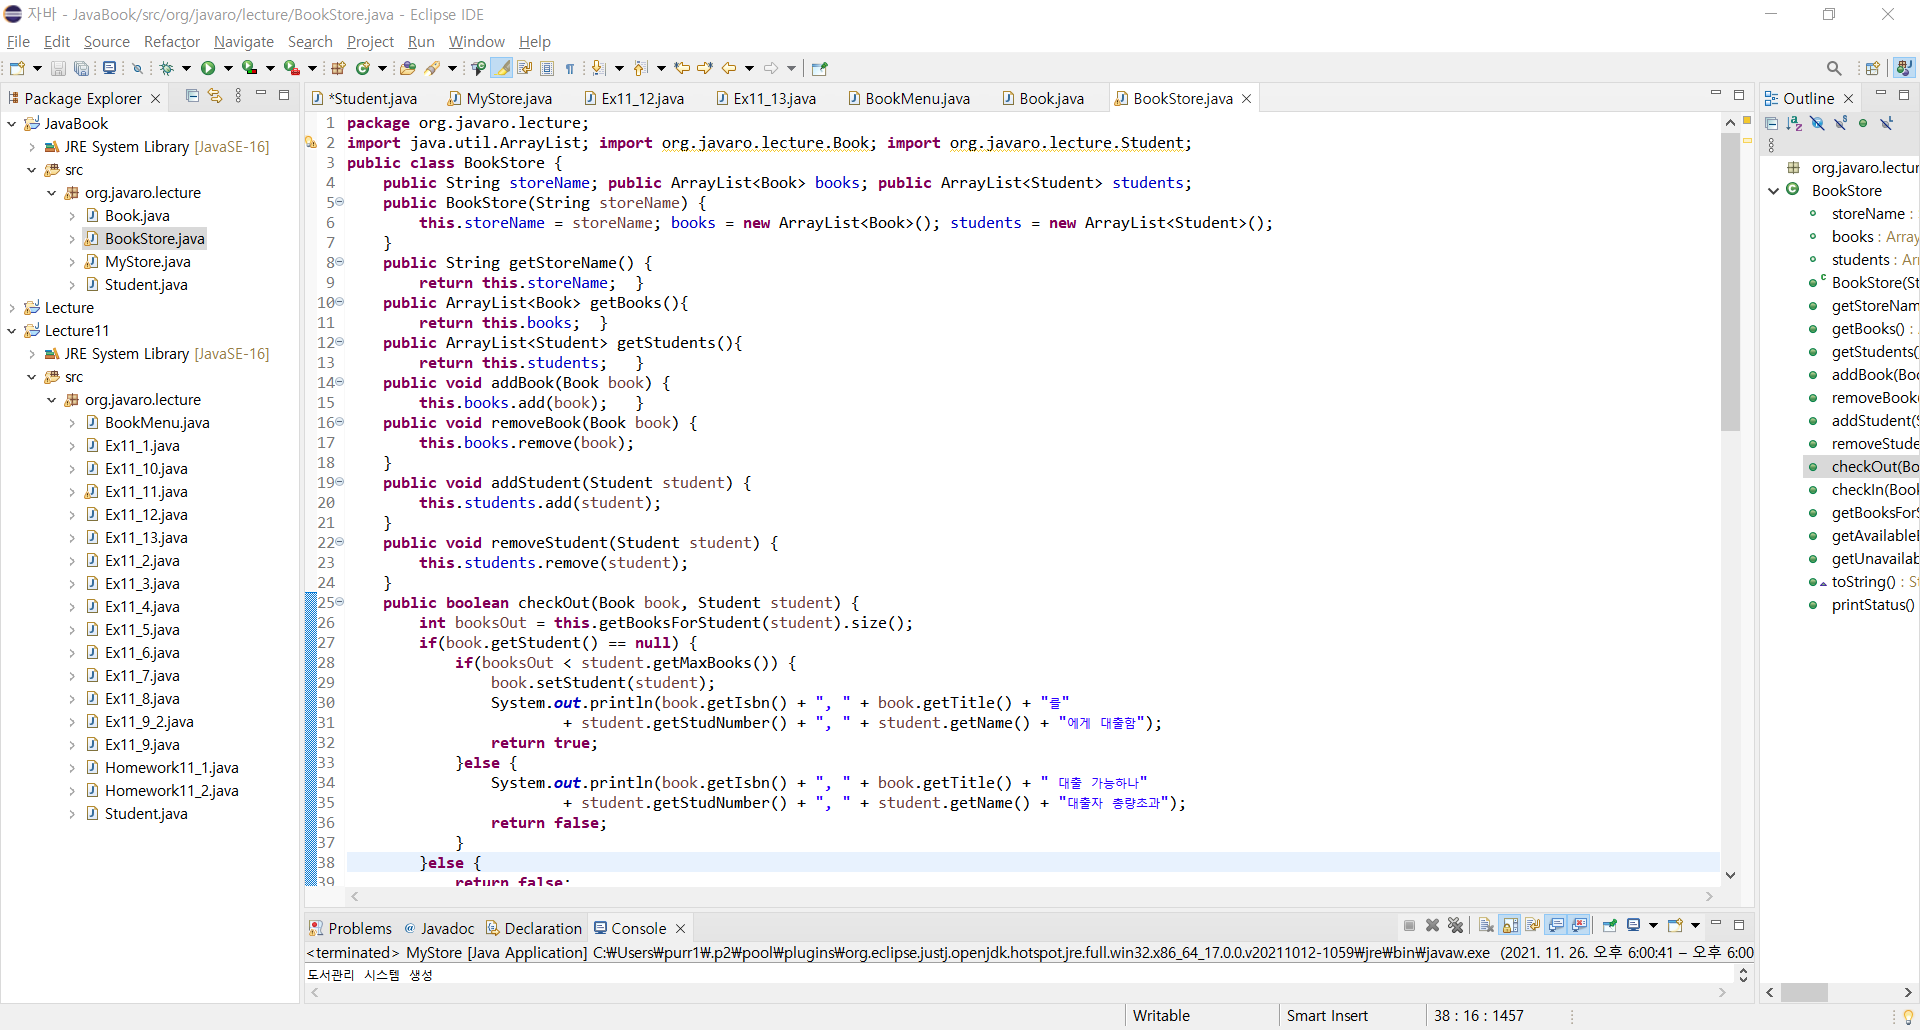 자바 - JavaBook/src/org/javaro/lecture/BookStore.java - Eclipse IDE
File Edit Source Refactor Navigate Search Project Run Window Help
Package Explorer
JavaBook
JRE System Library [JavaSE-16]
src
org.javaro.lecture
Book.java
BookStore.java
MyStore.java
Student.java
Lecture
Lecture11
JRE System Library [JavaSE-16]
src
org.javaro.lecture
BookMenu.java
Ex11_1.java
Ex11_10.java
Ex11_11.java
Ex11_12.java
Ex11_13.java
Ex11_2.java
Ex11_3.java
Ex11_4.java
Ex11_5.java
Ex11_6.java
Ex11_7.java
Ex11_8.java
Ex11_9_2.java
Ex11_9.java
Homework11_1.java
Homework11_2.java
Student.java
*Student.java MyStore.java Ex11_12.java Ex11_13.java BookMenu.java Book.java BookStore.java
1 package org.javaro.lecture;
2 import java.util.ArrayList; import org.javaro.lecture.Book; import org.javaro.lecture.Student;
3 public class BookStore {
4 public String storeName; public ArrayList<Book> books; public ArrayList<Student> students;
5 public BookStore(String storeName) {
6 this.storeName = storeName; books = new ArrayList<Book>(); students = new ArrayList<Student>();
7 }
8 public String getStoreName() {
9 return this.storeName; }
10 public ArrayList<Book> getBooks(){
11 return this.books; }
12 public ArrayList<Student> getStudents(){
13 return this.students; }
14 public void addBook(Book book) {
15 this.books.add(book); }
16 public void removeBook(Book book) {
17 this.books.remove(book);
18 }
19 public void addStudent(Student student) {
20 this.students.add(student);
21 }
22 public void removeStudent(Student student) {
23 this.students.remove(student);
24 }
25 public boolean checkOut(Book book, Student student) {
26 int booksOut = this.getBooksForStudent(student).size();
27 if(book.getStudent() == null) {
28 if(booksOut < student.getMaxBooks()) {
29 book.setStudent(student);
30 System.out.println(book.getIsbn() + ", " + book.getTitle() + "를"
31 + student.getStudNumber() + ", " + student.getName() + "에게 대출함");
32 return true;
33 }else {
34 System.out.println(book.getIsbn() + ", " + book.getTitle() + " 대출 가능하나"
35 + student.getStudNumber() + ", " + student.getName() + "대출자 총량초과");
36 return false;
37 }
38 }else {
39 return false;
Outline
org.javaro.lectur
BookStore
storeName :
books : Array
students : Arr
BookStore(St
getStoreNam
getBooks() :
getStudents()
addBook(Boo
removeBook(
addStudent(S
removeStude
checkOut(Bo
checkIn(Book
getBooksForS
getAvailableB
getUnavailab
toString() : St
printStatus()
Problems @ Javadoc Declaration Console
<terminated> MyStore [Java Application] C:₩Users₩purr1₩.p2₩pool₩plugins₩org.eclipse.justj.openjdk.hotspot.jre.full.win32.x86_64_17.0.0.v20211012-1059₩jre₩bin₩javaw.exe (2021. 11. 26. 오후 6:00:41 – 오후 6:00
도서관리 시스템 생성
Writable Smart Insert 38 : 16 : 1457